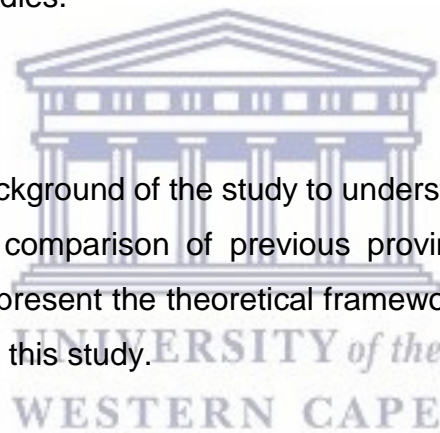 dies.
ckground of the study to unders
comparison of previous provin
present the theoretical framewo
this study.
UNIVERSITY of the
WESTERN CAPE